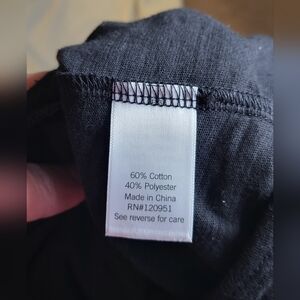 60% Cotton
40% Polyester
Made in China
RN#120951
See reverse for care